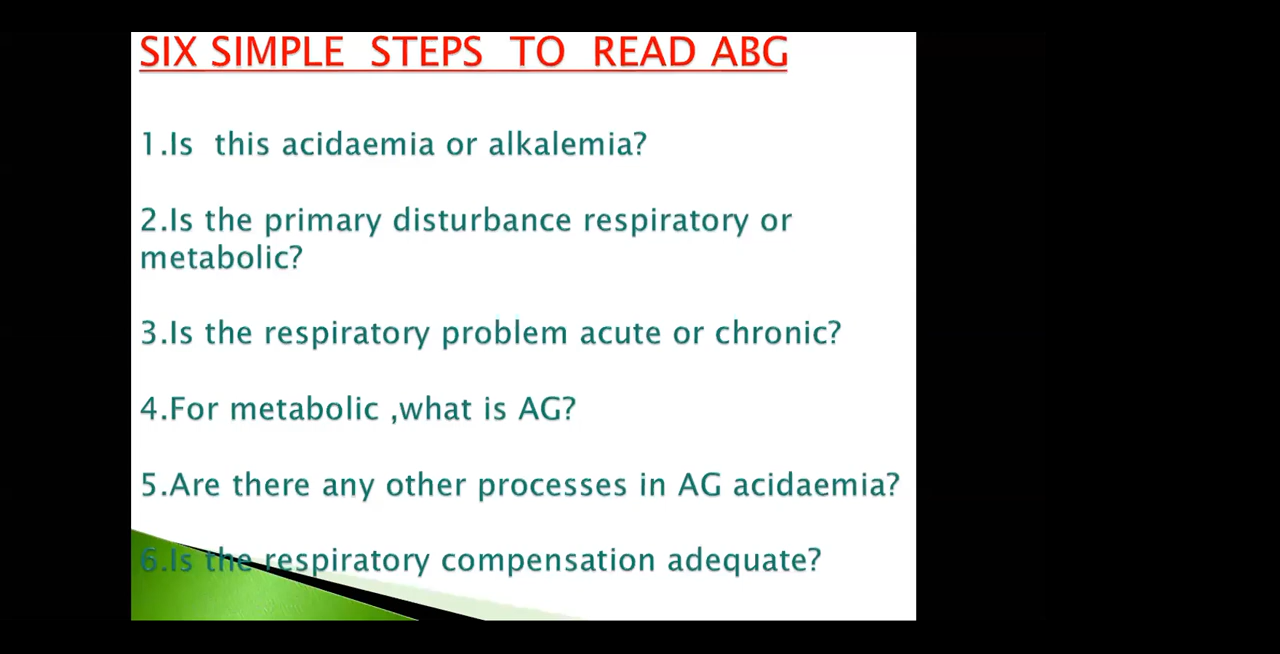 SIX SIMPLE STEPS TO READ ABG
1.Is this acidaemia or alkalemia?
2.Is the primary disturbance respiratory or
metabolic?
3.Is the respiratory problem acute or chronic?
4.For metabolic ,what is AG?
5.Are there any other processes in AG acidaemia?
6.Is the respiratory compensation adequate?